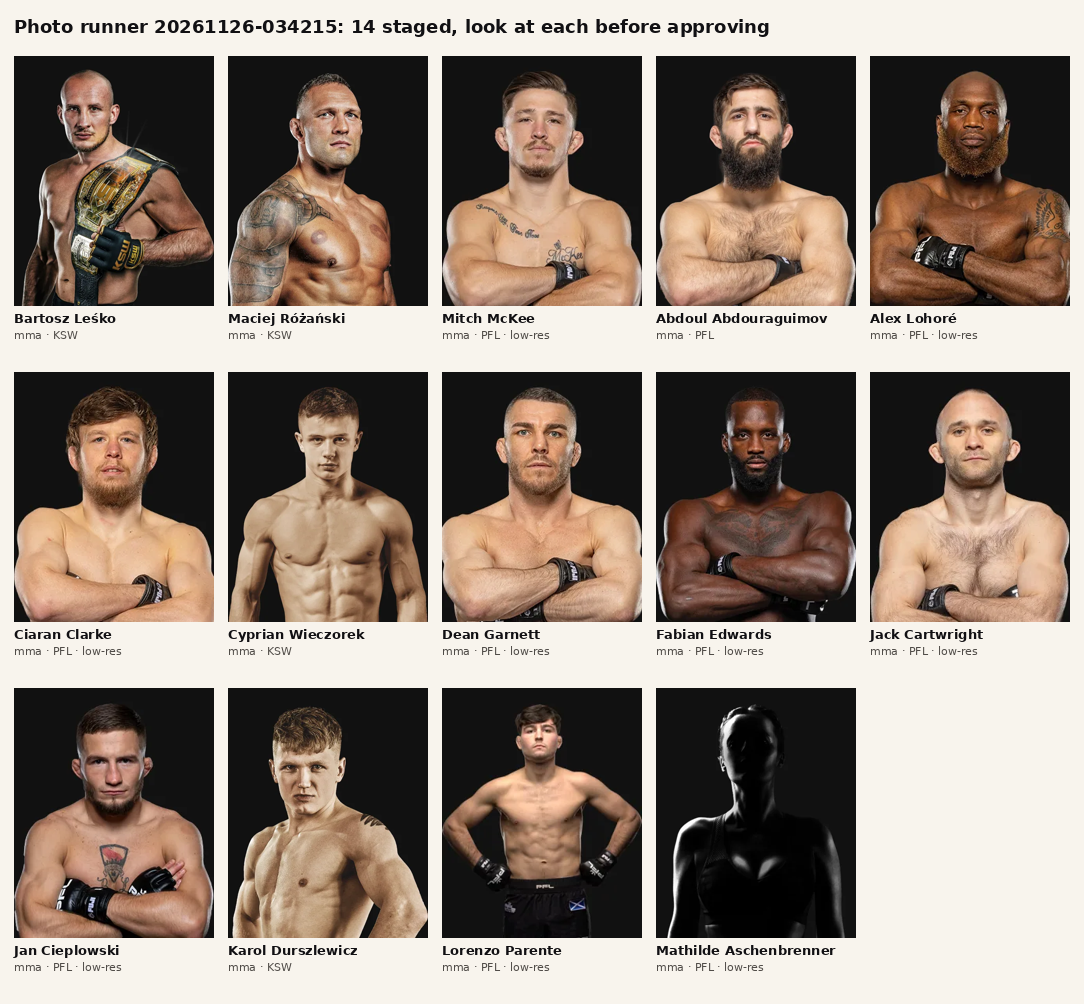 Photo runner 20261126-034215: 14 staged, look at each before approving
KSW
Bartosz Leśko
mma · KSW
Maciej Różański
mma · KSW
Mitch McKee
mma · PFL · low-res
Abdoul Abdouraguimov
mma · PFL
Alex Lohoré
mma · PFL · low-res
Ciaran Clarke
mma · PFL · low-res
Cyprian Wieczorek
mma · KSW
Dean Garnett
mma · PFL · low-res
Fabian Edwards
mma · PFL · low-res
Jack Cartwright
mma · PFL · low-res
PFL
Jan Cieplowski
mma · PFL · low-res
Karol Durszlewicz
mma · KSW
PFL
Lorenzo Parente
mma · PFL · low-res
Mathilde Aschenbrenner
mma · PFL · low-res